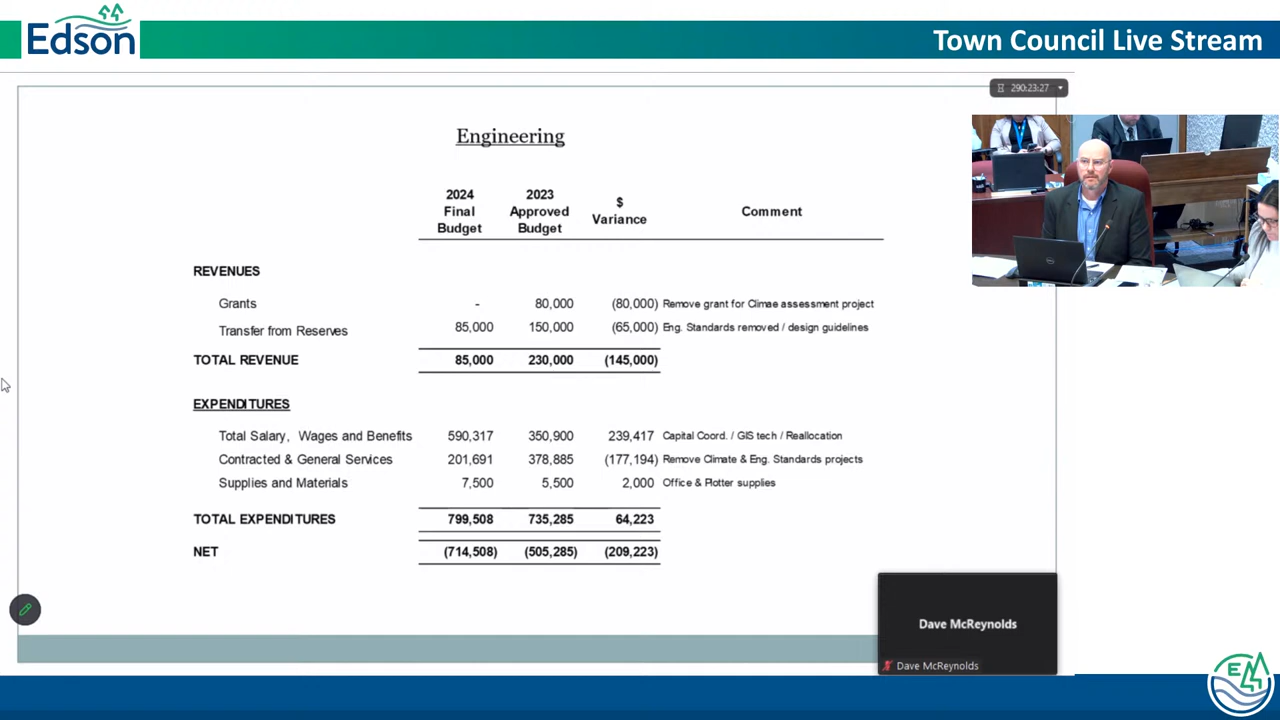 Edson
Town Council Live Stream
290:23:27
Engineering
2024 Final Budget
2023 Approved Budget
$ Variance
Comment
REVENUES
Grants - 80,000 (80,000) Remove grant for Climae assessment project
Transfer from Reserves 85,000 150,000 (65,000) Eng. Standards removed / design guidelines
TOTAL REVENUE 85,000 230,000 (145,000)
EXPENDITURES
Total Salary, Wages and Benefits 590,317 350,900 239,417 Capital Coord. / GIS tech / Reallocation
Contracted & General Services 201,691 378,885 (177,194) Remove Climate & Eng. Standards projects
Supplies and Materials 7,500 5,500 2,000 Office & Plotter supplies
TOTAL EXPENDITURES 799,508 735,285 64,223
NET (714,508) (505,285) (209,223)
Dave McReynolds
Dave McReynolds